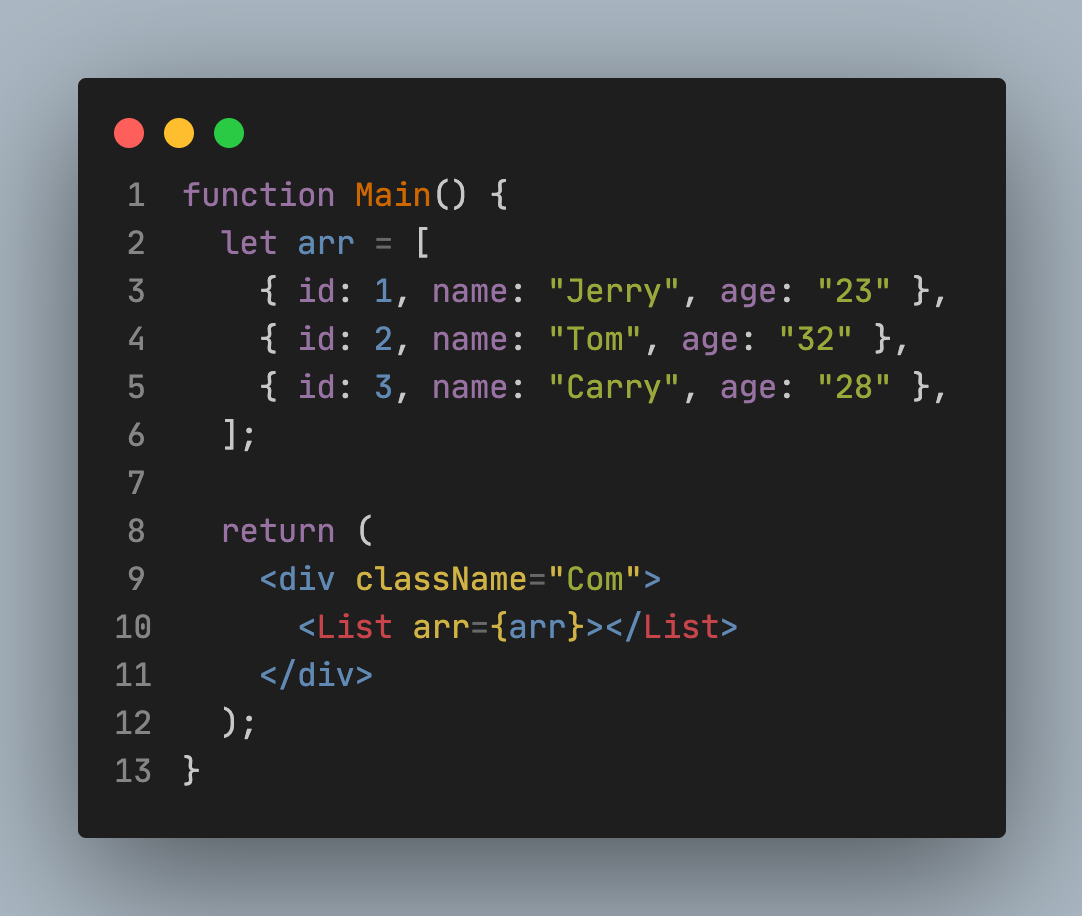 1 function Main() {
2   let arr = [
3     { id: 1, name: "Jerry", age: "23" },
4     { id: 2, name: "Tom", age: "32" },
5     { id: 3, name: "Carry", age: "28" },
6   ];
7
8   return (
9     <div className="Com">
10       <List arr={arr}></List>
11     </div>
12   );
13 }